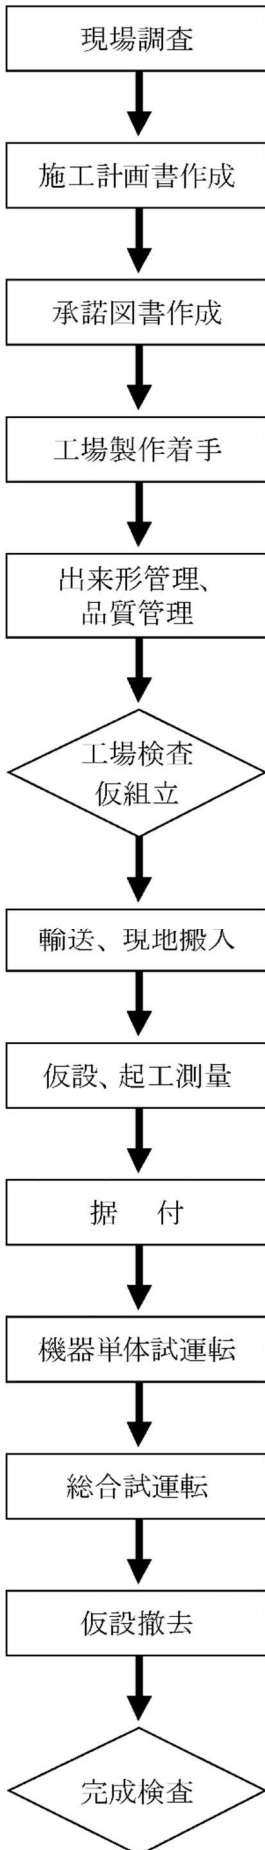 現場調査
施工計画書作成
承諾図書作成
工場製作着手
出来形管理、
品質管理
工場検査
仮組立
輸送、現地搬入
仮設、起工測量
据　付
機器単体試運転
総合試運転
仮設撤去
完成検査